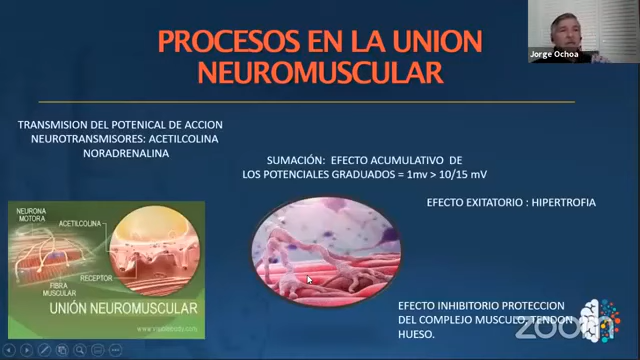 PROCESOS EN LA UNION
NEUROMUSCULAR
Jorge Ochoa
TRANSMISION DEL POTENICAL DE ACCION
NEUROTRANSMISORES: ACETILCOLINA
NORADRENALINA
SUMACIÓN: EFECTO ACUMULATIVO DE
LOS POTENCIALES GRADUADOS = 1mv > 10/15 mV
EFECTO EXITATORIO : HIPERTROFIA
NEURONA
MOTORA
ACETILCOLINA
RECEPTOR
FIBRA
MUSCULAR
UNIÓN NEUROMUSCULAR
EFECTO INHIBITORIO PROTECCION
DEL COMPLEJO MUSCULO, TENDON
HUESO.
zoom